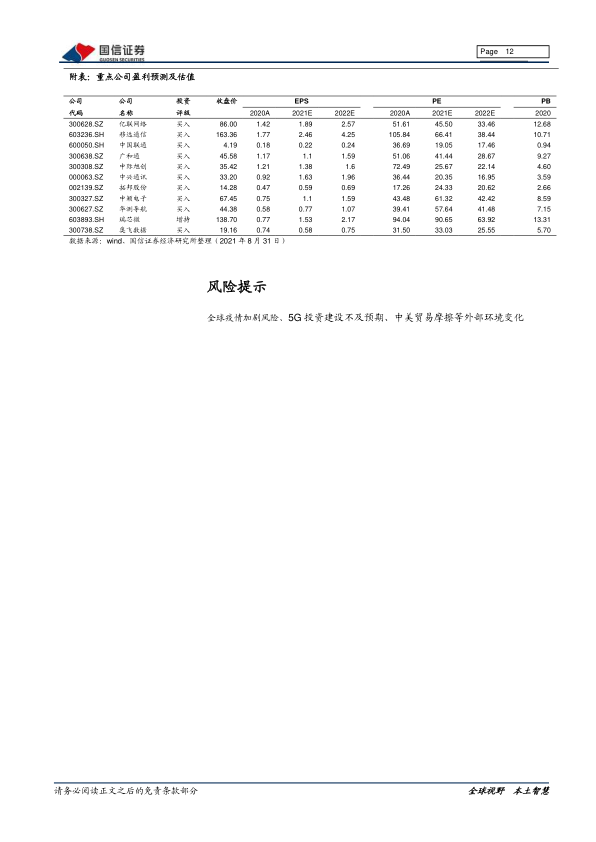 国信证券
GUOSEN SECURITIES
Page 12
附表：重点公司盈利预测及估值
公司 公司 投资 收盘价 EPS PE PB
代码 名称 评级 2020A 2021E 2022E 2020A 2021E 2022E 2020
300628.SZ 亿联网络 买入 86.00 1.42 1.89 2.57 51.61 45.50 33.46 12.68
603236.SH 移远通信 买入 163.36 1.77 2.46 4.25 105.84 66.41 38.44 10.71
600050.SH 中国联通 买入 4.19 0.18 0.22 0.24 36.69 19.05 17.46 0.94
300638.SZ 广和通 买入 45.58 1.17 1.1 1.59 51.06 41.44 28.67 9.27
300308.SZ 中际旭创 买入 35.42 1.21 1.38 1.6 72.49 25.67 22.14 4.60
000063.SZ 中兴通讯 买入 33.20 0.92 1.63 1.96 36.44 20.35 16.95 3.59
002139.SZ 拓邦股份 买入 14.28 0.47 0.59 0.69 17.26 24.33 20.62 2.66
300327.SZ 中颖电子 买入 67.45 0.75 1.1 1.59 43.48 61.32 42.42 8.59
300627.SZ 华测导航 买入 44.38 0.58 0.77 1.07 39.41 57.64 41.48 7.15
603893.SH 瑞芯微 增持 138.70 0.77 1.53 2.17 94.04 90.65 63.92 13.31
300738.SZ 奥飞数据 买入 19.16 0.74 0.58 0.75 31.50 33.03 25.55 5.70
数据来源：wind、国信证券经济研究所整理（2021 年 8 月 31 日）
风险提示
全球疫情加剧风险、5G 投资建设不及预期、中美贸易摩擦等外部环境变化
请务必阅读正文之后的免责条款部分
全球视野 本土智慧